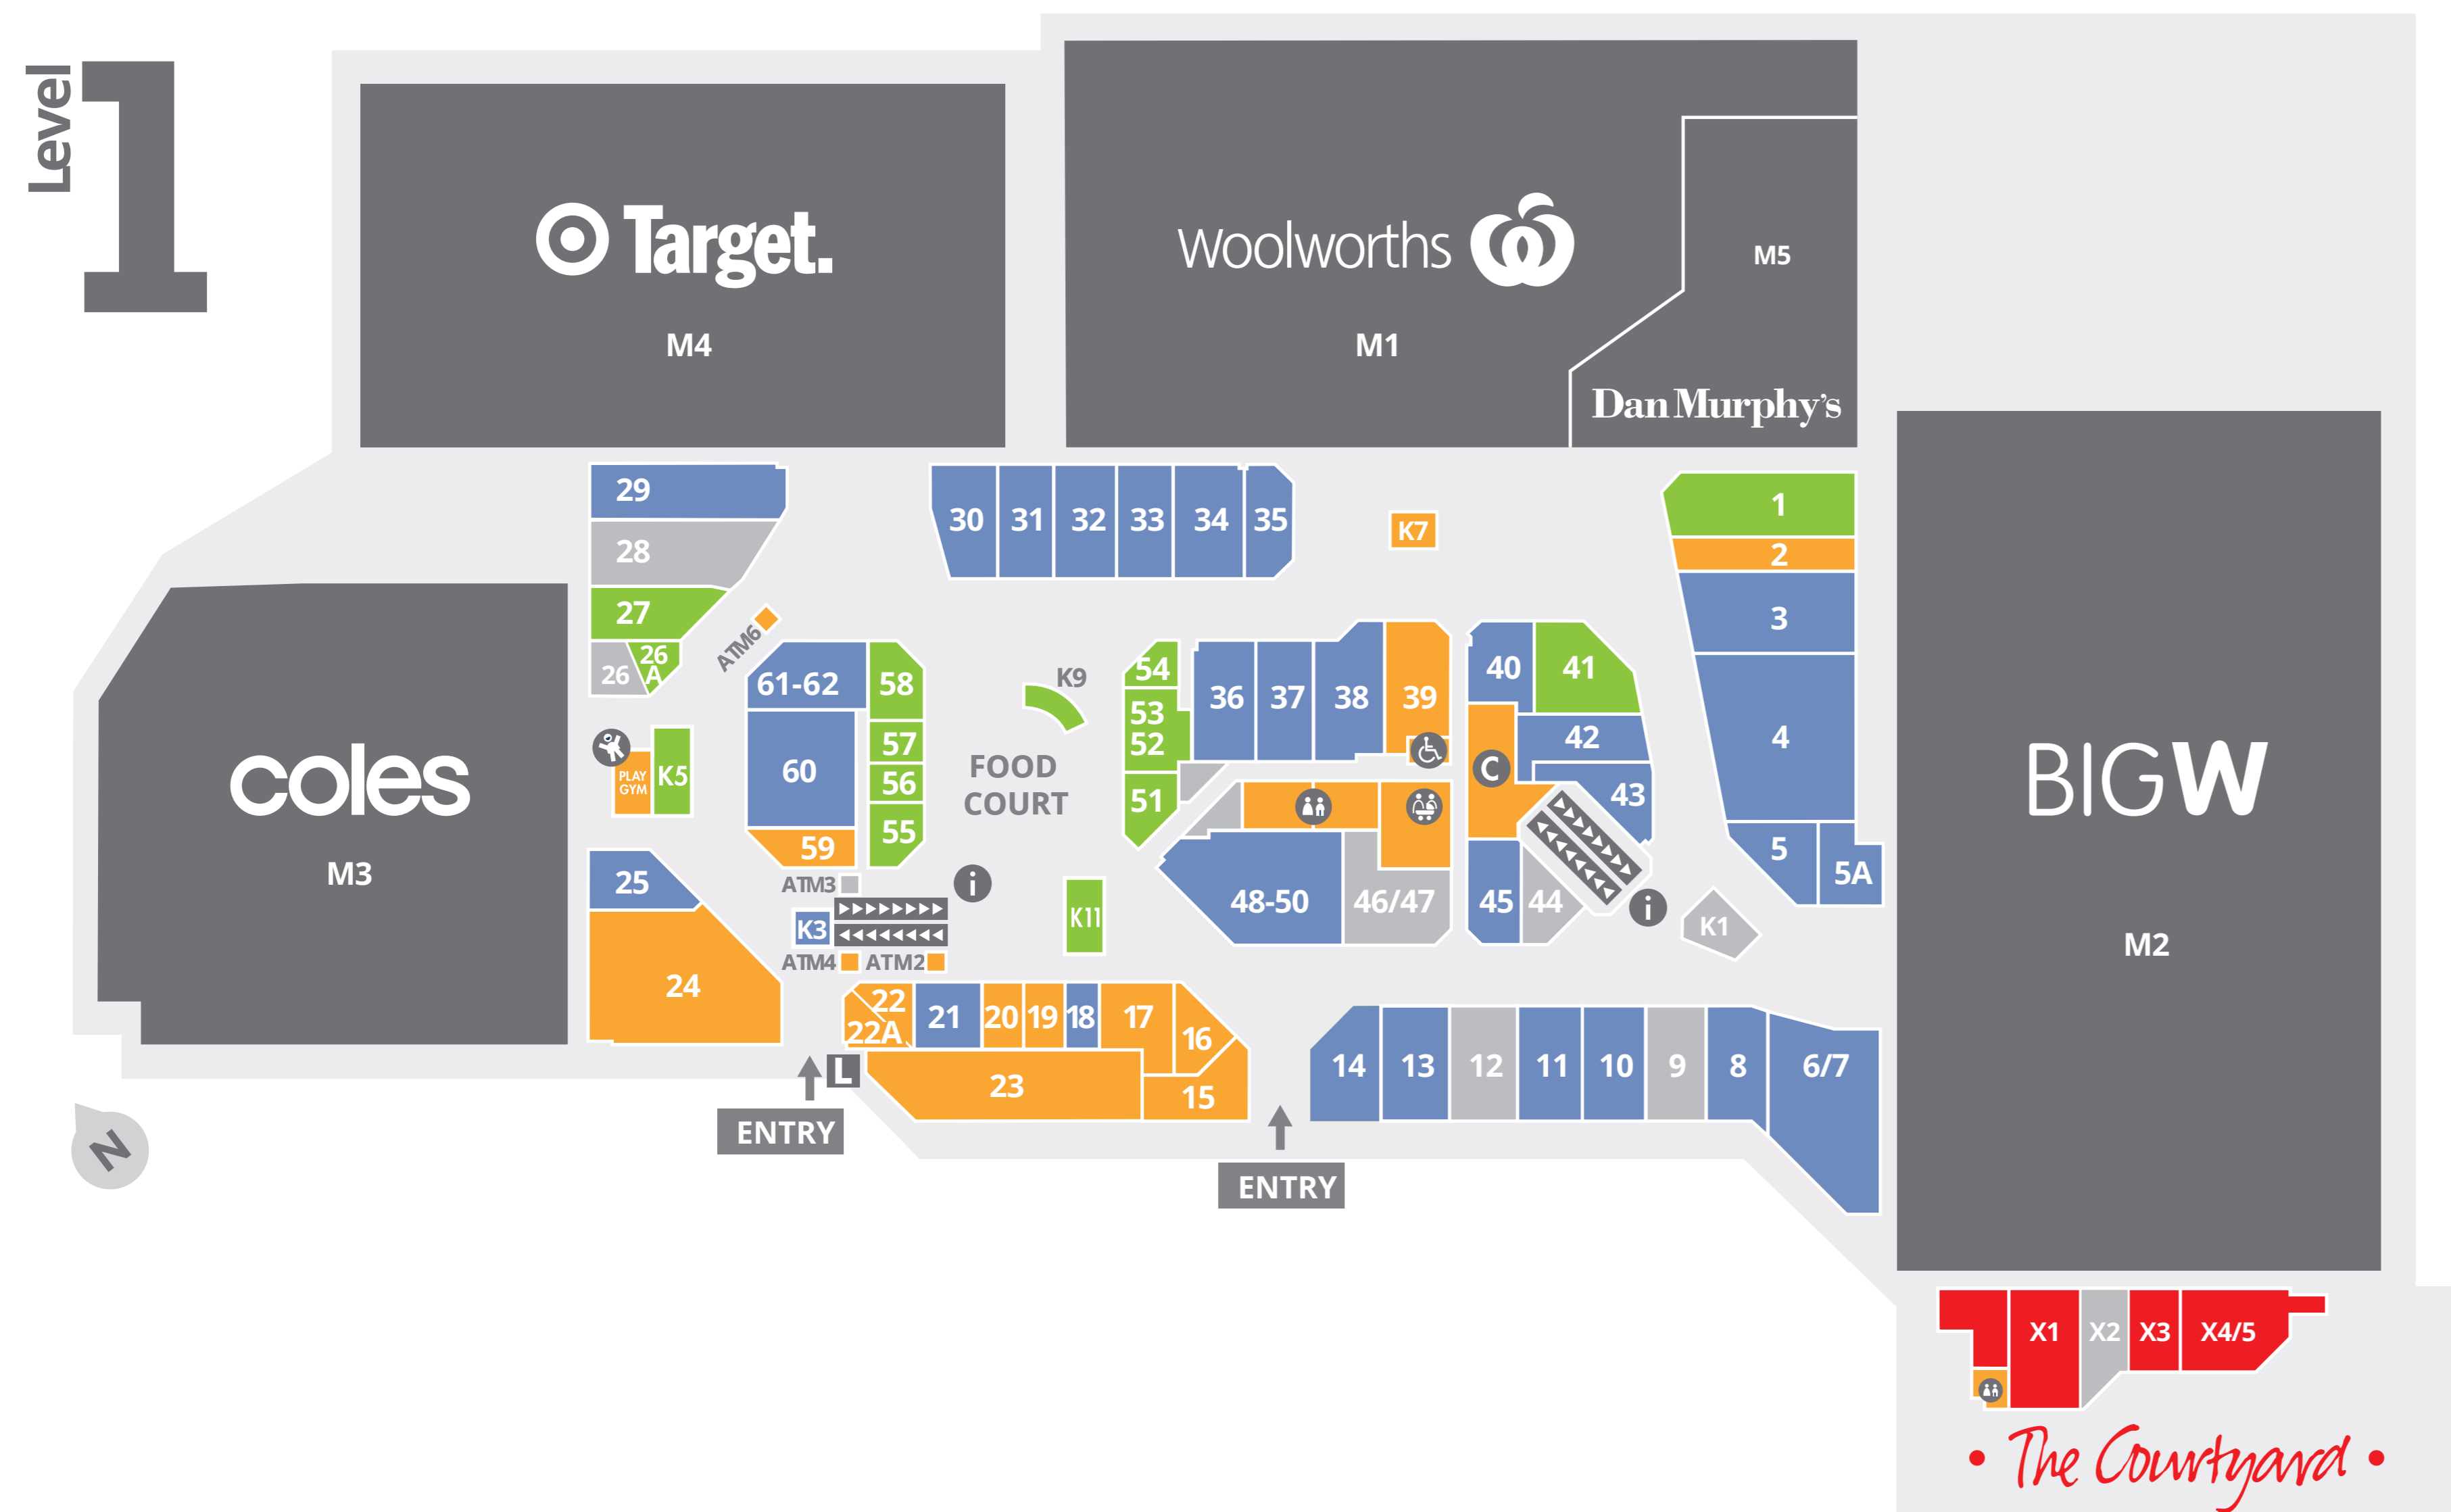 Level
1
Target.
M4
Woolworths
M1
M5
Dan Murphy's
29
28
27
26
26
A
ATM6
30
31
32
33
34
35
K7
1
2
3
4
5
5A
BIGW
M2
coles
M3
PLAY
GYM
K5
61-62
58
57
60
56
55
59
K9
FOOD
COURT
54
53
52
51
36
37
38
39
40
41
42
C
43
48-50
46/47
45
44
i
K1
25
24
ATM3
i
K3
ATM4
ATM2
K11
22
22A
21
20
19
18
17
16
23
15
L
ENTRY
ENTRY
14
13
12
11
10
9
8
6/7
N
X1
X2
X3
X4/5
• The Courtyard •